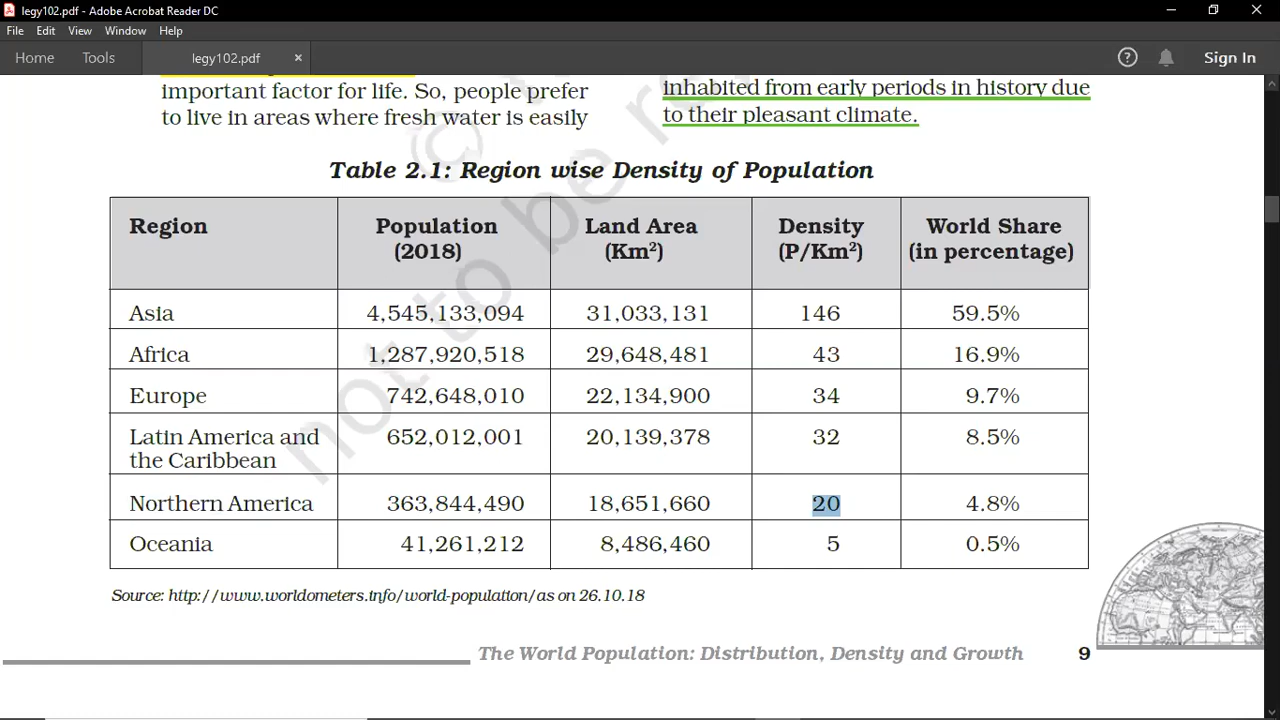 legy102.pdf - Adobe Acrobat Reader DC
File Edit View Window Help
Home Tools legy102.pdf × ? Sign In
important factor for life. So, people prefer
to live in areas where fresh water is easily
inhabited from early periods in history due
to their pleasant climate.
Table 2.1: Region wise Density of Population
Region Population (2018) Land Area (Km²) Density (P/Km²) World Share (in percentage)
Asia 4,545,133,094 31,033,131 146 59.5%
Africa 1,287,920,518 29,648,481 43 16.9%
Europe 742,648,010 22,134,900 34 9.7%
Latin America and the Caribbean 652,012,001 20,139,378 32 8.5%
Northern America 363,844,490 18,651,660 20 4.8%
Oceania 41,261,212 8,486,460 5 0.5%
Source: http://www.worldometers.info/world-population/as on 26.10.18
The World Population: Distribution, Density and Growth 9
©
not to be re